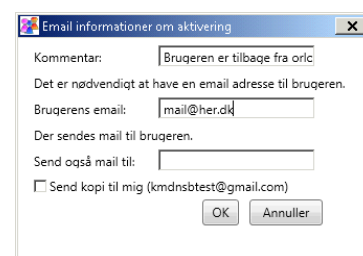 Email informationer om aktivering
Kommentar: Brugeren er tilbage fra orlc
Det er nødvendigt at have en email adresse til brugeren.
Brugerens email: mail@her.dk
Der sendes mail til brugeren.
Send også mail til:
Send kopi til mig (kmdnsbtest@gmail.com)
OK Annuller